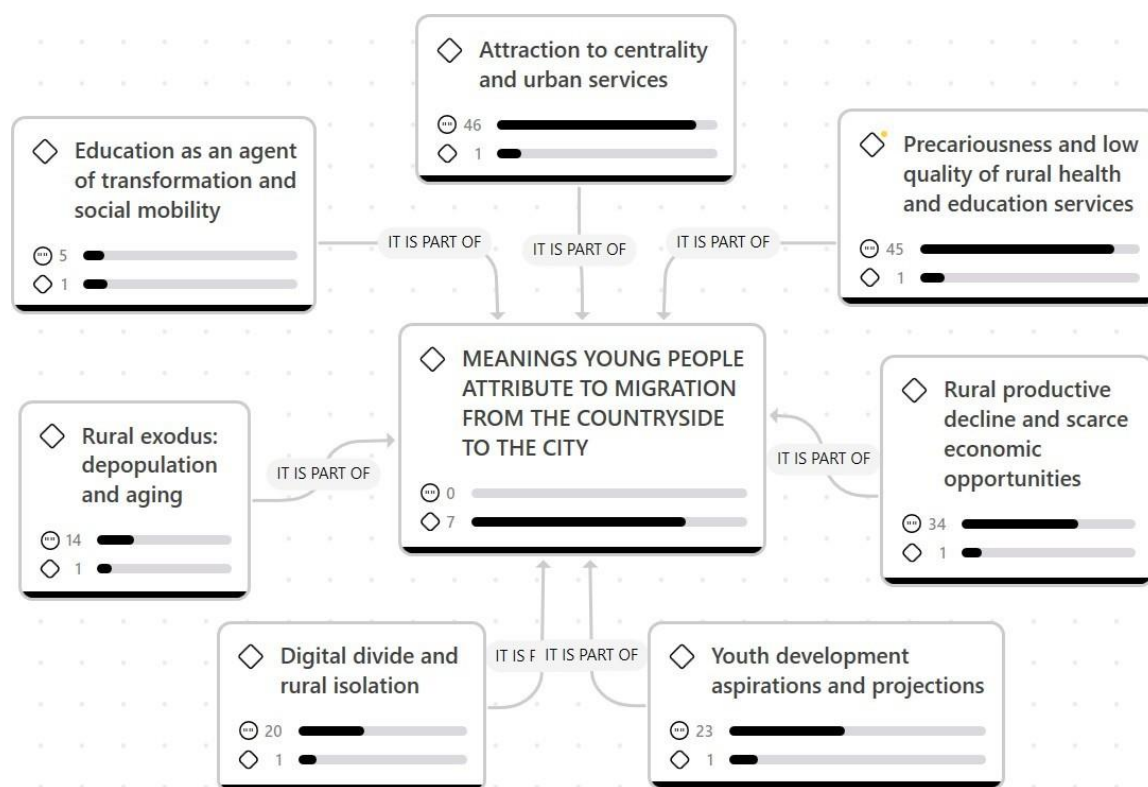 Attraction to centrality
and urban services
46
1
Education as an agent
of transformation and
social mobility
5
1
Precariousness and low
quality of rural health
and education services
45
1
IT IS PART OF
IT IS PART OF
IT IS PART OF
MEANINGS YOUNG PEOPLE
ATTRIBUTE TO MIGRATION
FROM THE COUNTRYSIDE
TO THE CITY
0
7
Rural exodus:
depopulation
and aging
14
1
IT IS PART OF
Rural productive
decline and scarce
economic
opportunities
34
1
IT IS PART OF
Digital divide and
rural isolation
20
1
IT IS F
IT IS PART OF
Youth development
aspirations and projections
23
1